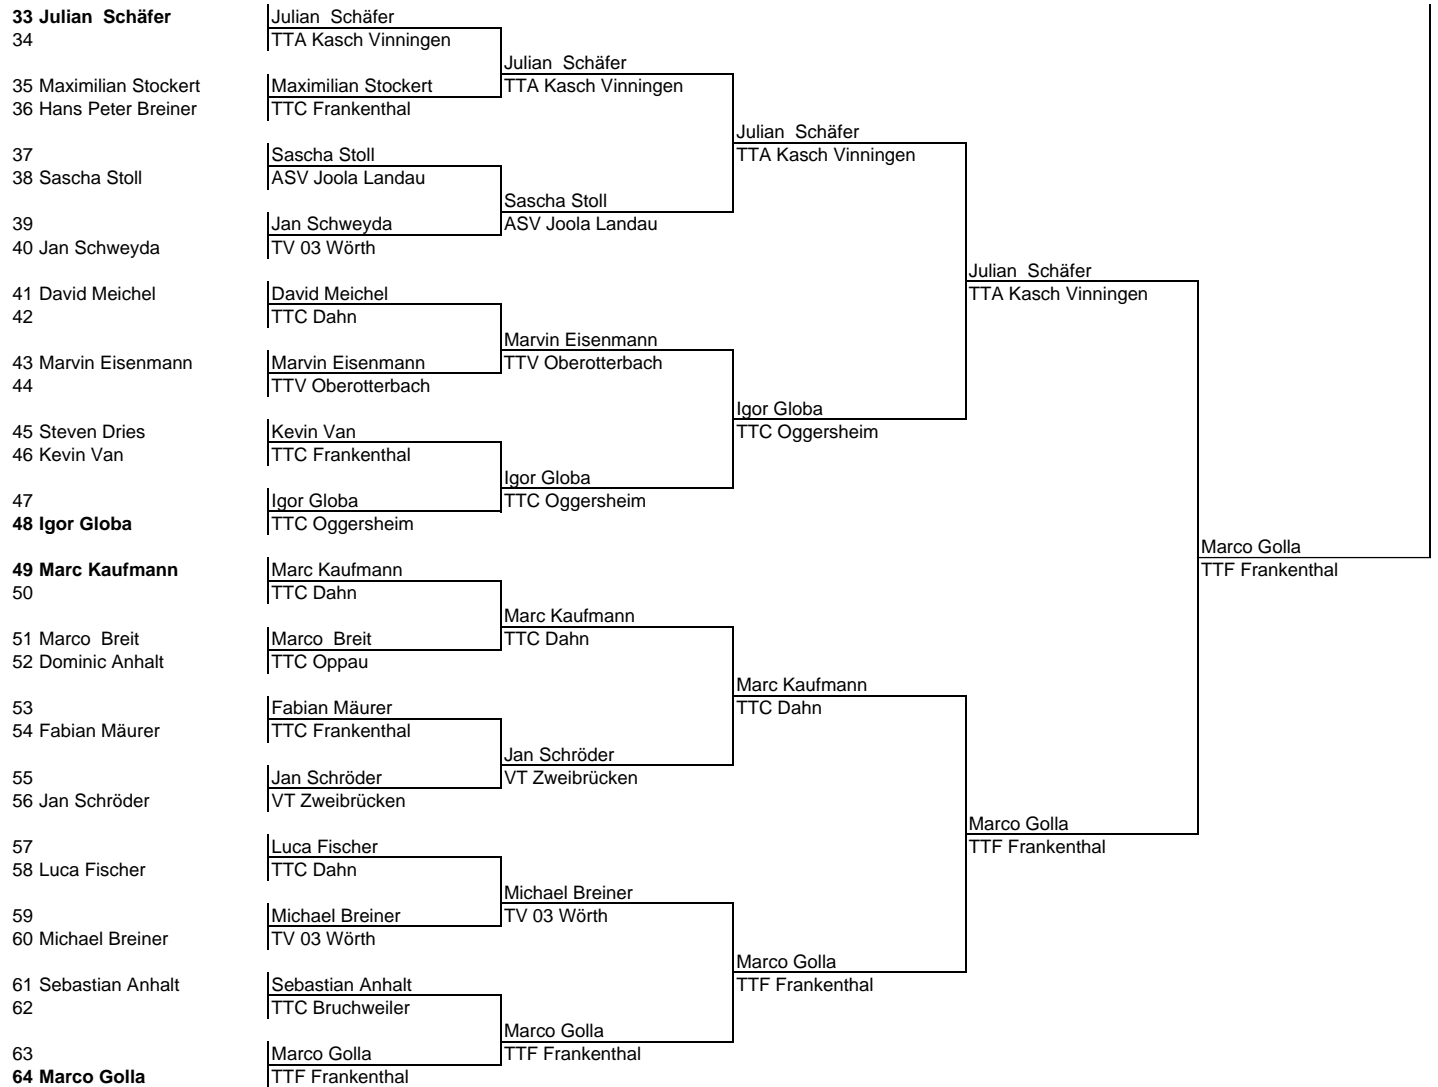 33 Julian  Schäfer Julian  Schäfer
34 TTA Kasch Vinningen
Julian  Schäfer
35 Maximilian Stockert Maximilian Stockert TTA Kasch Vinningen
36 Hans Peter Breiner TTC Frankenthal
Julian  Schäfer
37 Sascha Stoll TTA Kasch Vinningen
38 Sascha Stoll ASV Joola Landau
Sascha Stoll
39 Jan Schweyda ASV Joola Landau
40 Jan Schweyda TV 03 Wörth
Julian  Schäfer
41 David Meichel David Meichel TTA Kasch Vinningen
42 TTC Dahn
Marvin Eisenmann
43 Marvin Eisenmann Marvin Eisenmann TTV Oberotterbach
44 TTV Oberotterbach
Igor Globa
45 Steven Dries Kevin Van TTC Oggersheim
46 Kevin Van TTC Frankenthal
Igor Globa
47 Igor Globa TTC Oggersheim
48 Igor Globa TTC Oggersheim
Marco Golla
49 Marc Kaufmann Marc Kaufmann TTF Frankenthal
50 TTC Dahn
Marc Kaufmann
51 Marco  Breit Marco  Breit TTC Dahn
52 Dominic Anhalt TTC Oppau
Marc Kaufmann
53 Fabian Mäurer TTC Dahn
54 Fabian Mäurer TTC Frankenthal
Jan Schröder
55 Jan Schröder VT Zweibrücken
56 Jan Schröder VT Zweibrücken
Marco Golla
57 Luca Fischer TTF Frankenthal
58 Luca Fischer TTC Dahn
Michael Breiner
59 Michael Breiner TV 03 Wörth
60 Michael Breiner TV 03 Wörth
Marco Golla
61 Sebastian Anhalt Sebastian Anhalt TTF Frankenthal
62 TTC Bruchweiler
Marco Golla
63 Marco Golla TTF Frankenthal
64 Marco Golla TTF Frankenthal